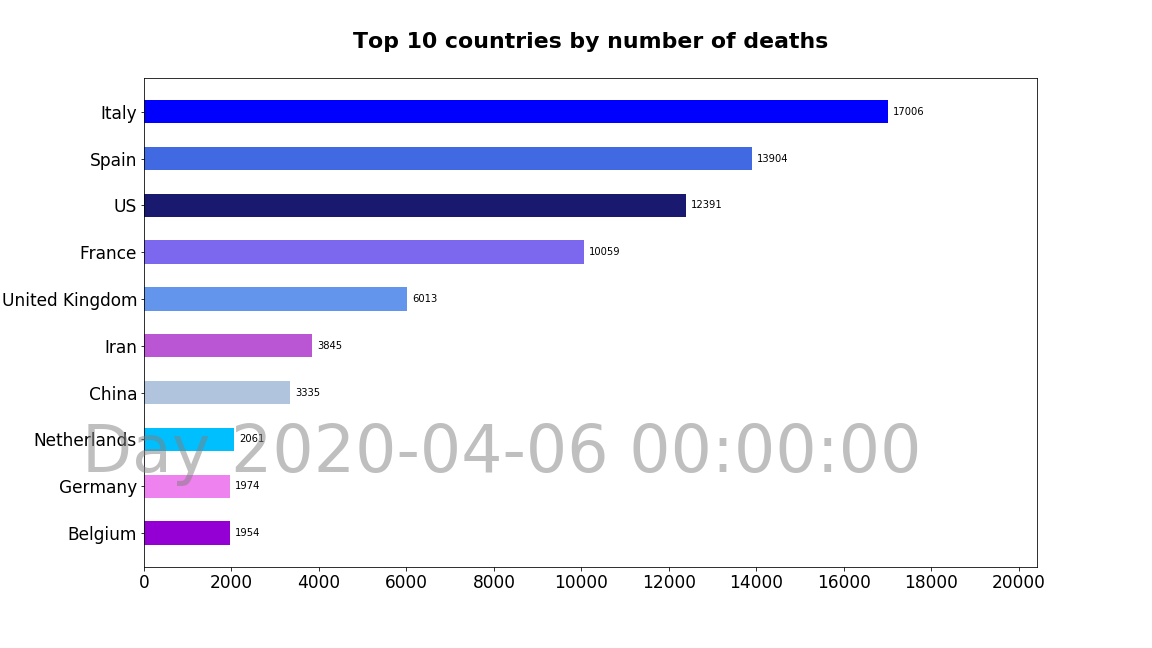 Top 10 countries by number of deaths
Italy 17006
Spain 13904
US 12391
France 10059
United Kingdom 6013
Iran 3845
China 3335
Netherlands 2061
Day 2020-04-06 00:00:00
Germany 1974
Belgium 1954
0 2000 4000 6000 8000 10000 12000 14000 16000 18000 20000